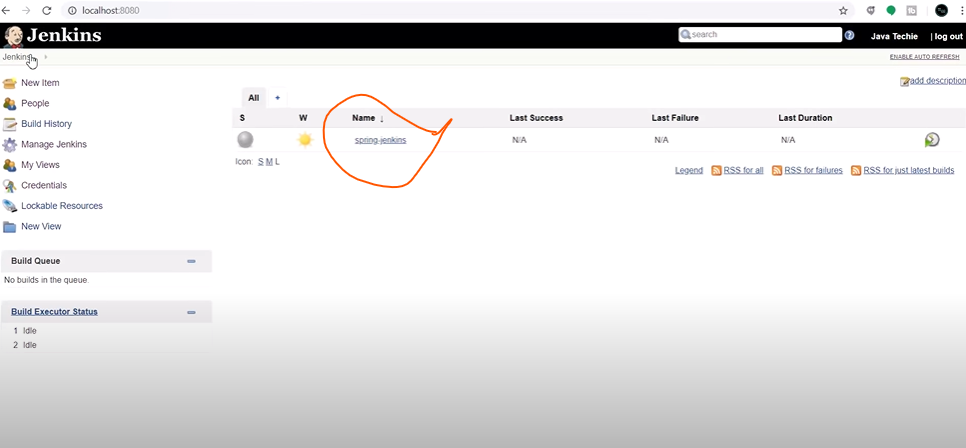 localhost:8080
Jenkins
search
Java Techie
| log out
Jenkins
ENABLE AUTO REFRESH
New Item
People
Build History
Manage Jenkins
My Views
Credentials
Lockable Resources
New View
Build Queue
No builds in the queue.
Build Executor Status
1 Idle
2 Idle
add description
All +
S W Name ↓ Last Success Last Failure Last Duration
spring-jenkins N/A N/A N/A
Icon: S M L
Legend RSS for all RSS for failures RSS for just latest builds